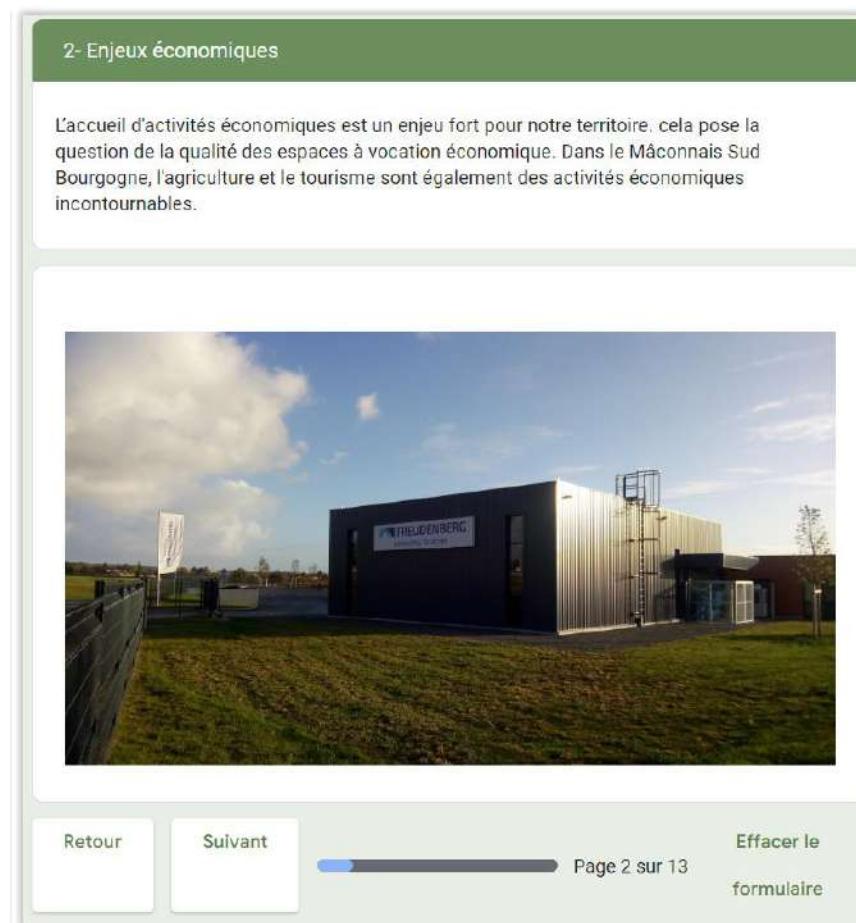 2- Enjeux économiques
L'accueil d'activités économiques est un enjeu fort pour notre territoire. cela pose la
question de la qualité des espaces à vocation économique. Dans le Mâconnais Sud
Bourgogne, l'agriculture et le tourisme sont également des activités économiques
incontournables.
FREUDENBERG
Retour
Suivant
Page 2 sur 13
Effacer le
formulaire